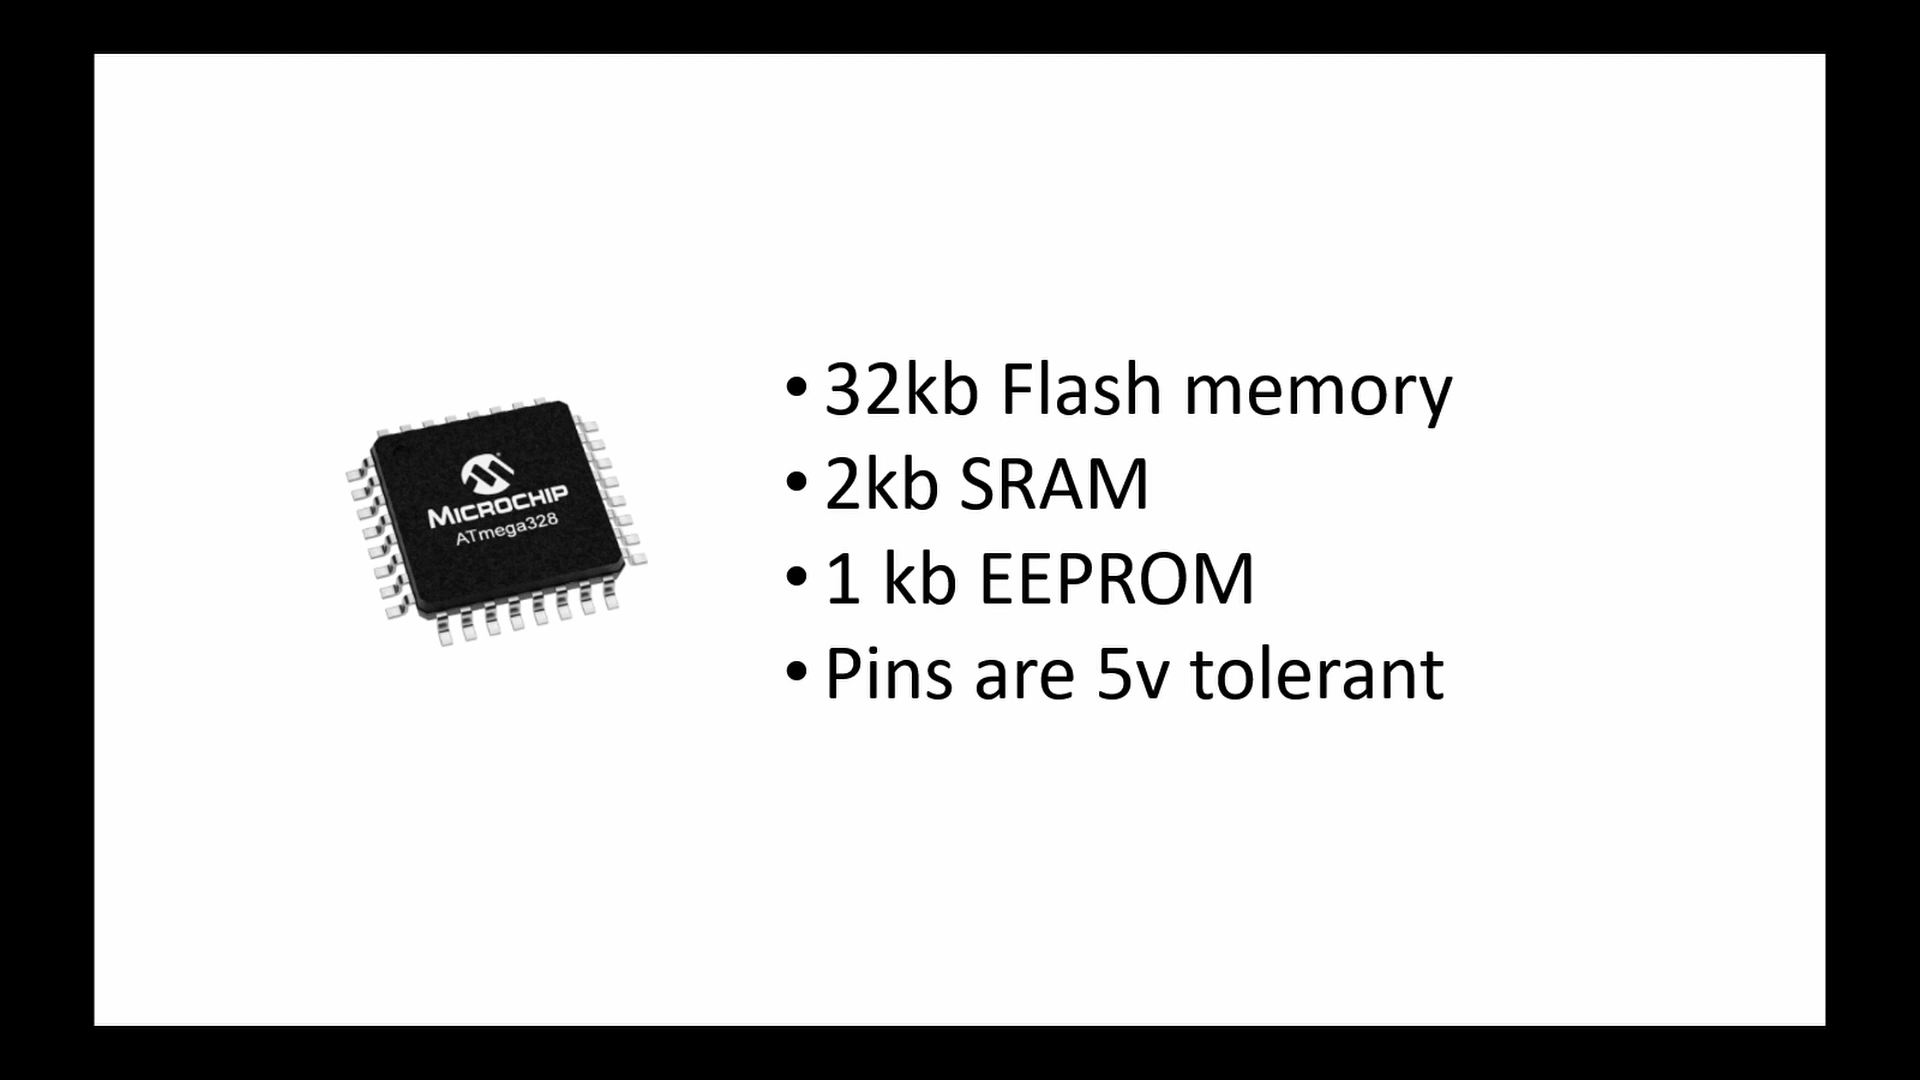 MICROCHIP
ATmega328
• 32kb Flash memory
• 2kb SRAM
• 1 kb EEPROM
• Pins are 5v tolerant